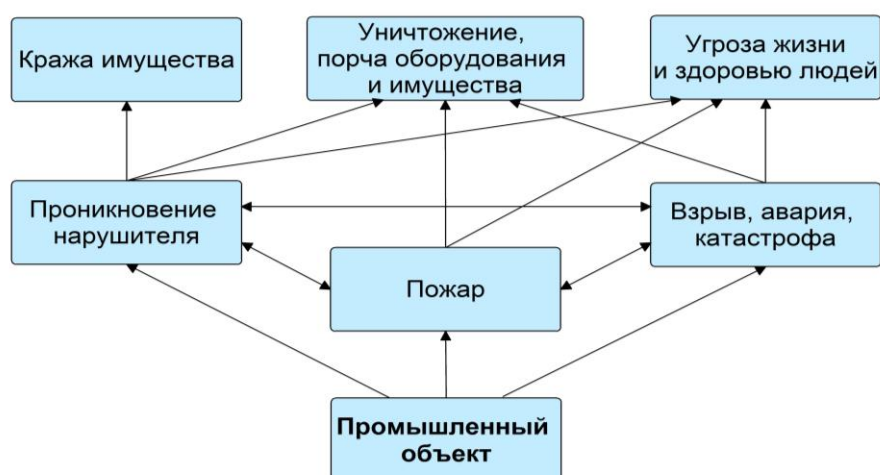 Кража имущества
Уничтожение,
порча оборудования
и имущества
Угроза жизни
и здоровью людей
Проникновение
нарушителя
Взрыв, авария,
катастрофа
Пожар
Промышленный
объект